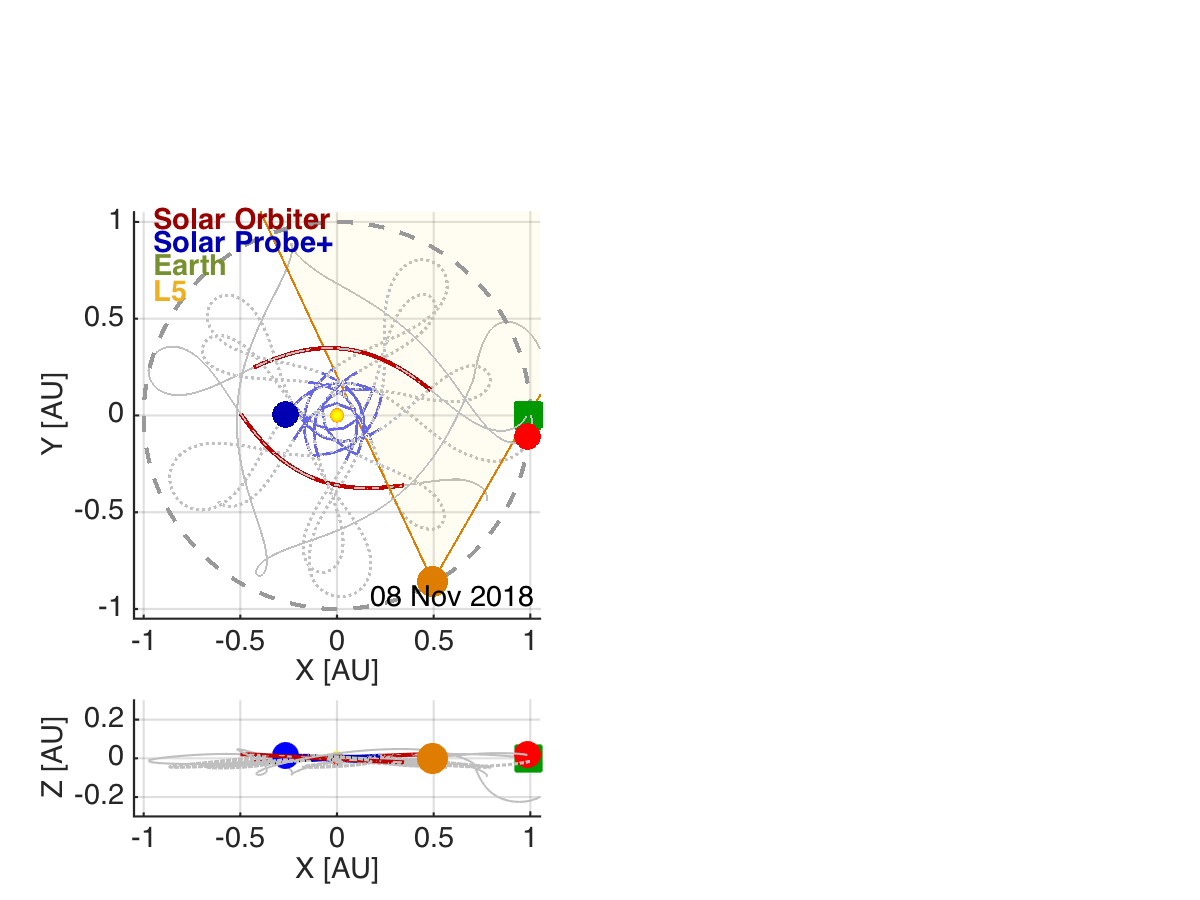 Solar Orbiter
Solar Probe+
Earth
L5
1
0.5
0
-0.5
-1
Y [AU]
08 Nov 2018
-1 -0.5 0 0.5 1
X [AU]
0.2
0
-0.2
Z [AU]
-1 -0.5 0 0.5 1
X [AU]